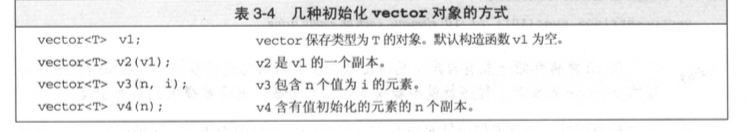 表 3-4 几种初始化 vector 对象的方式
vector<T> v1; vector 保存类型为 T 的对象。默认构造函数 v1 为空。
vector<T> v2(v1); v2 是 v1 的一个副本。
vector<T> v3(n, i); v3 包含 n 个值为 i 的元素。
vector<T> v4(n); v4 含有值初始化的元素的 n 个副本。